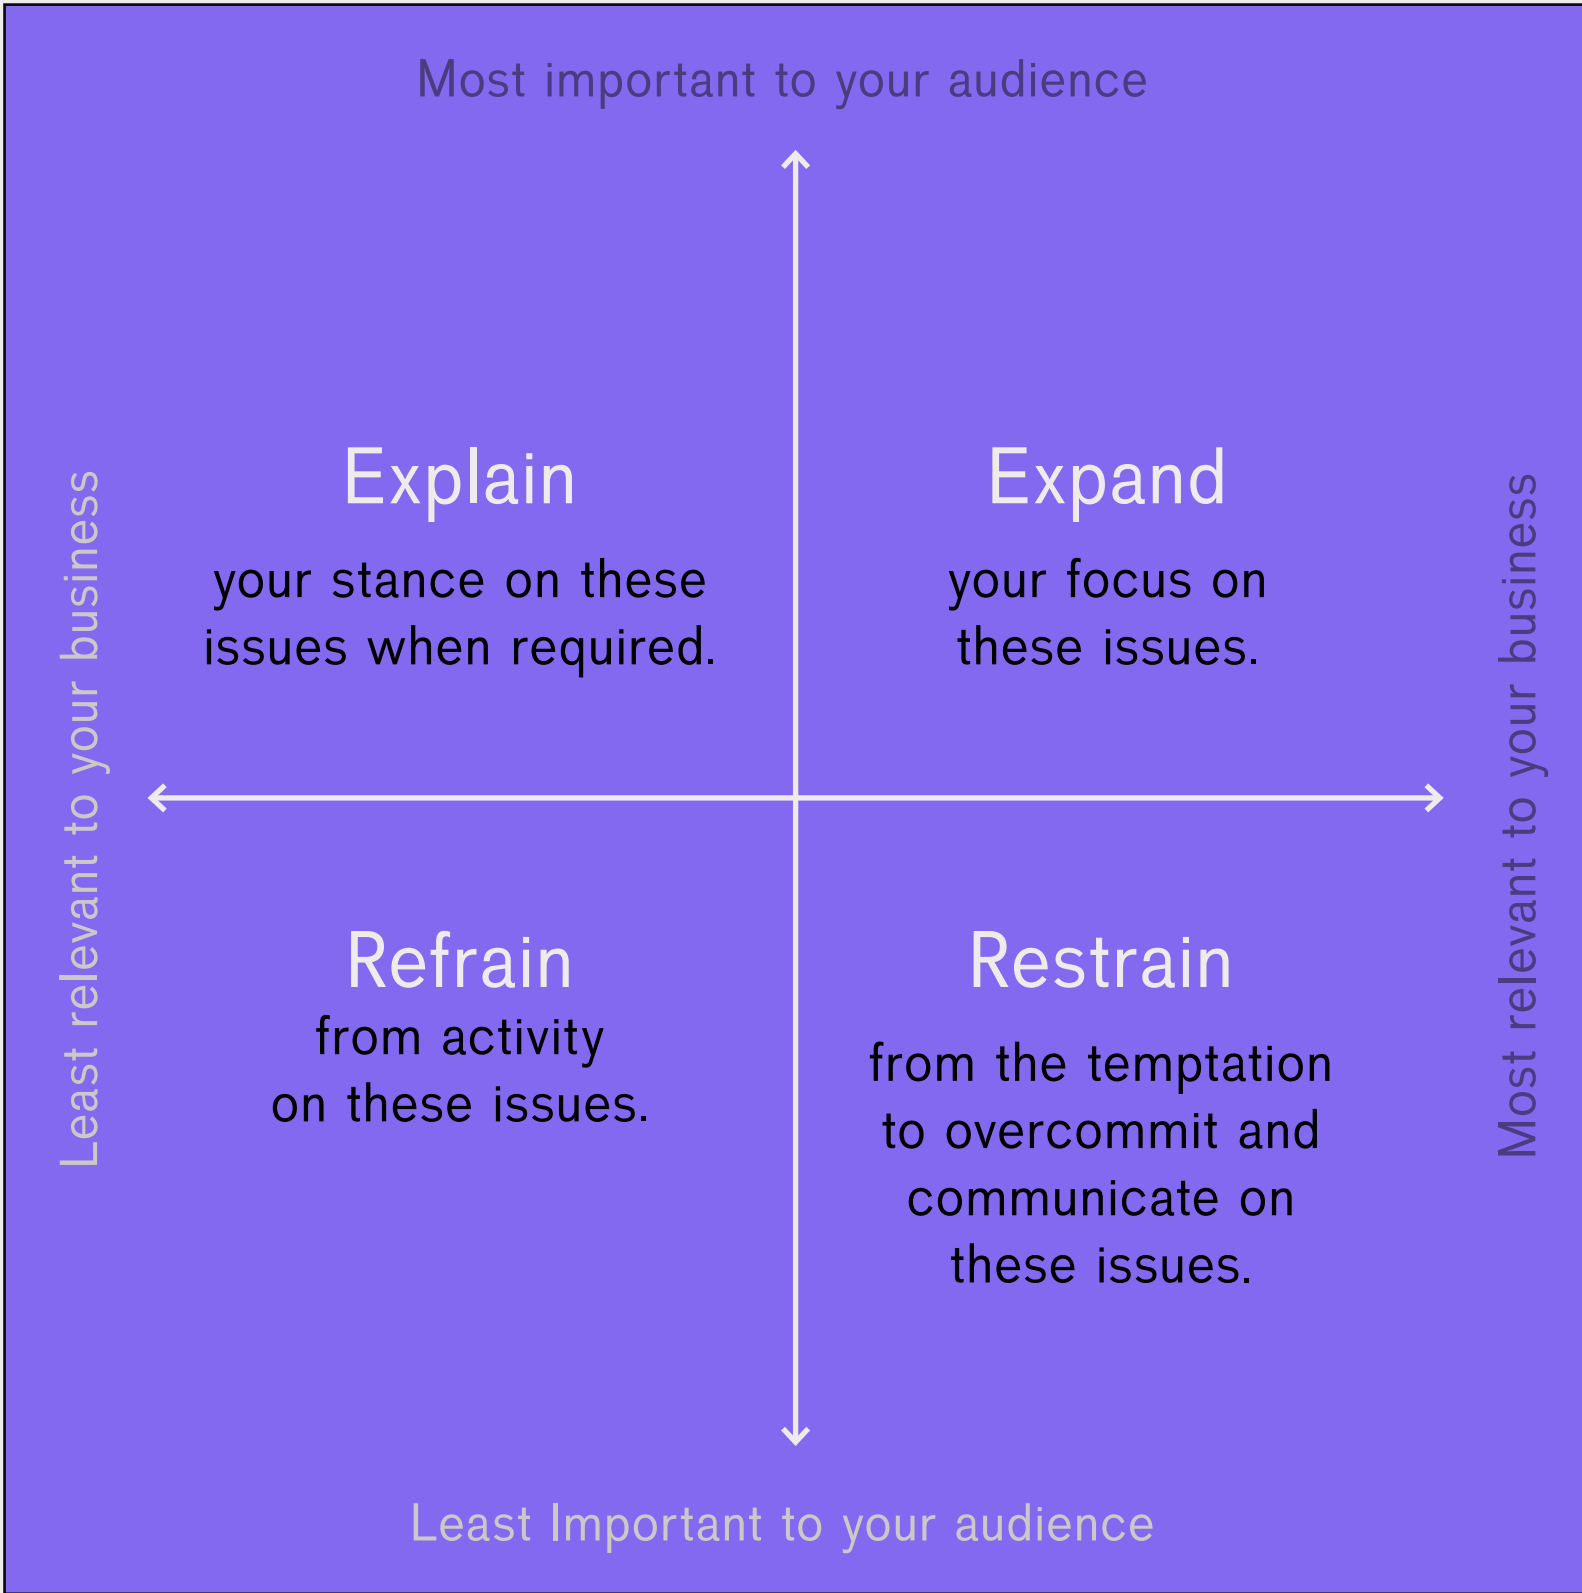 Most important to your audience
Least relevant to your business
Explain
your stance on these
issues when required.
Expand
your focus on
these issues.
Most relevant to your business
Refrain
from activity
on these issues.
Restrain
from the temptation
to overcommit and
communicate on
these issues.
Least Important to your audience